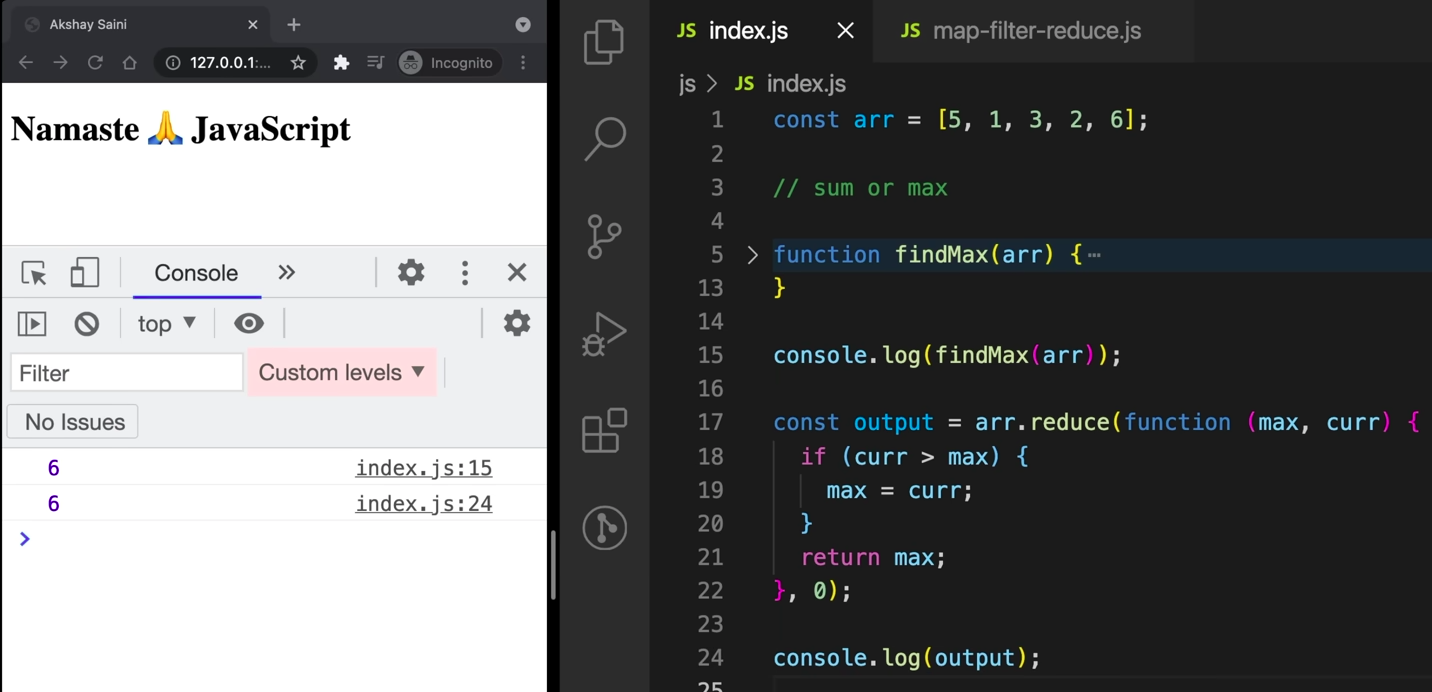 Akshay Saini
127.0.0.1:...
Incognito
Namaste 🙏 JavaScript
Console
top
Filter
Custom levels
No Issues
6 index.js:15
6 index.js:24
JS index.js
JS map-filter-reduce.js
js > JS index.js
1 const arr = [5, 1, 3, 2, 6];
2
3 // sum or max
4
5 function findMax(arr) {…
13 }
14
15 console.log(findMax(arr));
16
17 const output = arr.reduce(function (max, curr) {
18 if (curr > max) {
19 max = curr;
20 }
21 return max;
22 }, 0);
23
24 console.log(output);
25